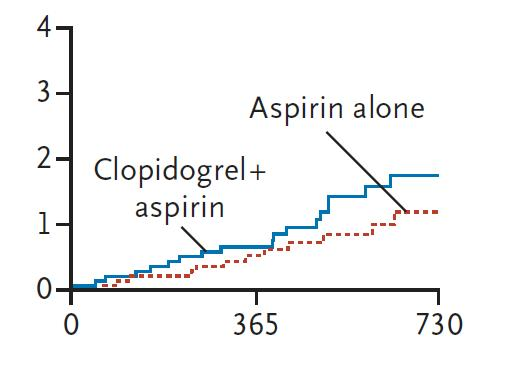 4
3
Aspirin alone
2
Clopidogrel+
aspirin
1
0
0 365 730